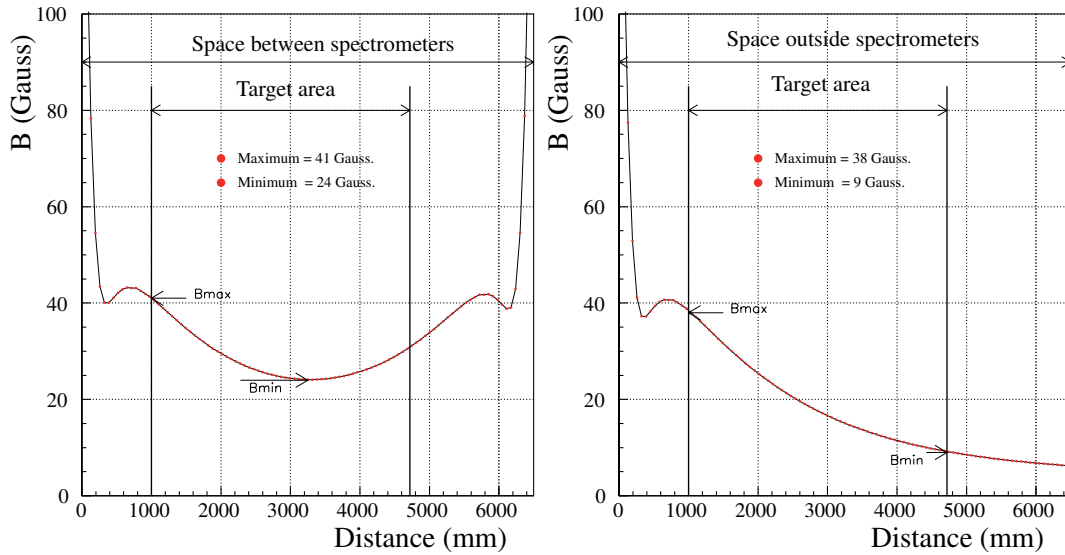 B (Gauss)
100
80
60
40
20
0
Space between spectrometers
Target area
Maximum = 41 Gauss.
Minimum = 24 Gauss.
Bmax
Bmin
0
1000
2000
3000
4000
5000
6000
Distance (mm)
B (Gauss)
100
80
60
40
20
0
Space outside spectrometers
Target area
Maximum = 38 Gauss.
Minimum = 9 Gauss.
Bmax
Bmin
0
1000
2000
3000
4000
5000
6000
Distance (mm)